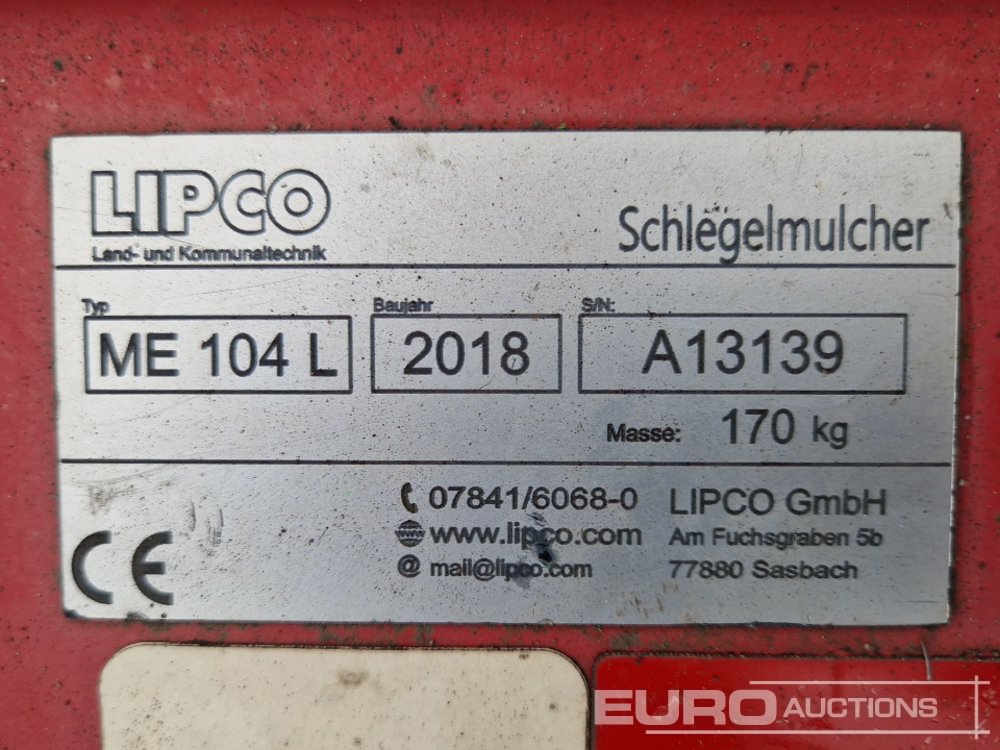 LIPCO
Land- und Kommunaltechnik
Schlegelmulcher
Typ
ME 104 L
Baujahr
2018
S/N:
A13139
Masse: 170 kg
CE
07841/6068-0
www.lipco.com
@ mail@lipco.com
LIPCO GmbH
Am Fuchsgraben 5b
77880 Sasbach
EURO AUCTIONS